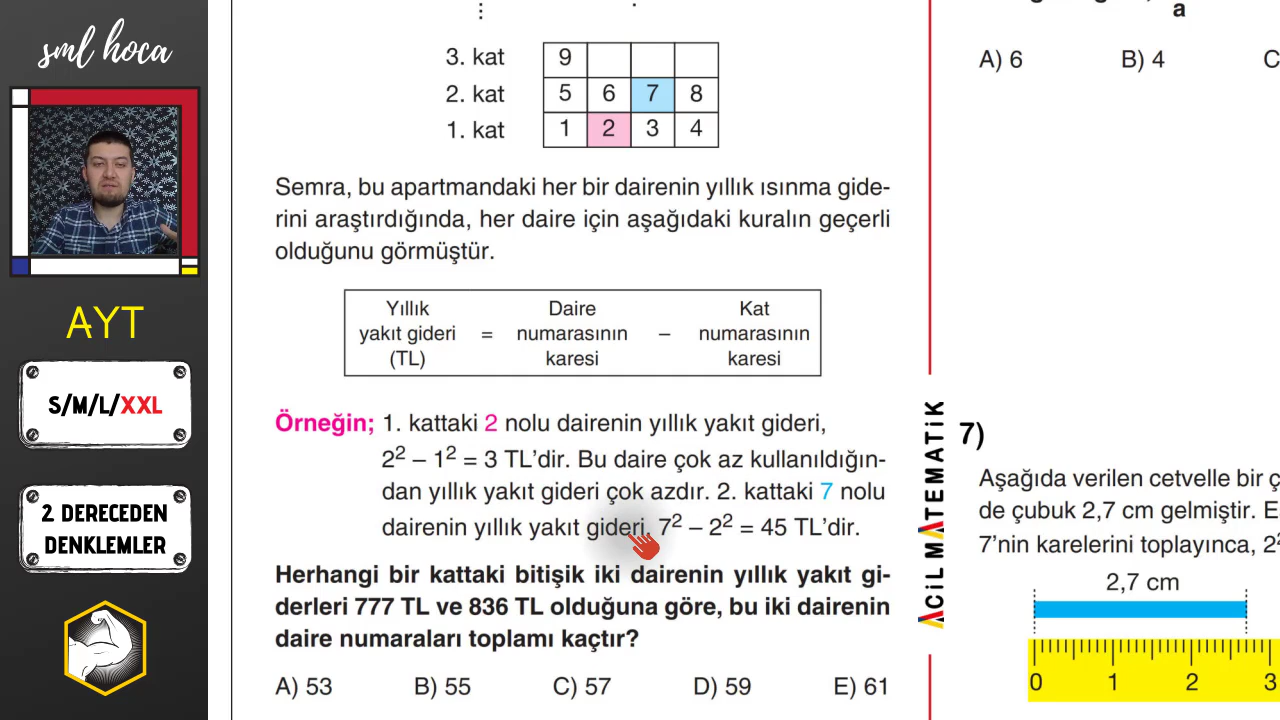 sml hoca
AYT
S/M/L/XXL
2. DERECEDEN
DENKLEMLER
3. kat 9
2. kat 5 6 7 8
1. kat 1 2 3 4
Semra, bu apartmandaki her bir dairenin yıllık ısınma gide-
rini araştırdığında, her daire için aşağıdaki kuralın geçerli
olduğunu görmüştür.
Yıllık Daire Kat
yakıt gideri = numarasının – numarasının
(TL) karesi karesi
Örneğin; 1. kattaki 2 nolu dairenin yıllık yakıt gideri,
2² – 1² = 3 TL'dir. Bu daire çok az kullanıldığın-
dan yıllık yakıt gideri çok azdır. 2. kattaki 7 nolu
dairenin yıllık yakıt gideri, 7² – 2² = 45 TL'dir.
Herhangi bir kattaki bitişik iki dairenin yıllık yakıt gi-
derleri 777 TL ve 836 TL olduğuna göre, bu iki dairenin
daire numaraları toplamı kaçtır?
A) 53 B) 55 C) 57 D) 59 E) 61
ACiL MATEMATiK
a
A) 6 B) 4 C
7)
Aşağıda verilen cetvelle bir ç
de çubuk 2,7 cm gelmiştir. E
7'nin karelerini toplayınca, 2²
2,7 cm
0 1 2 3